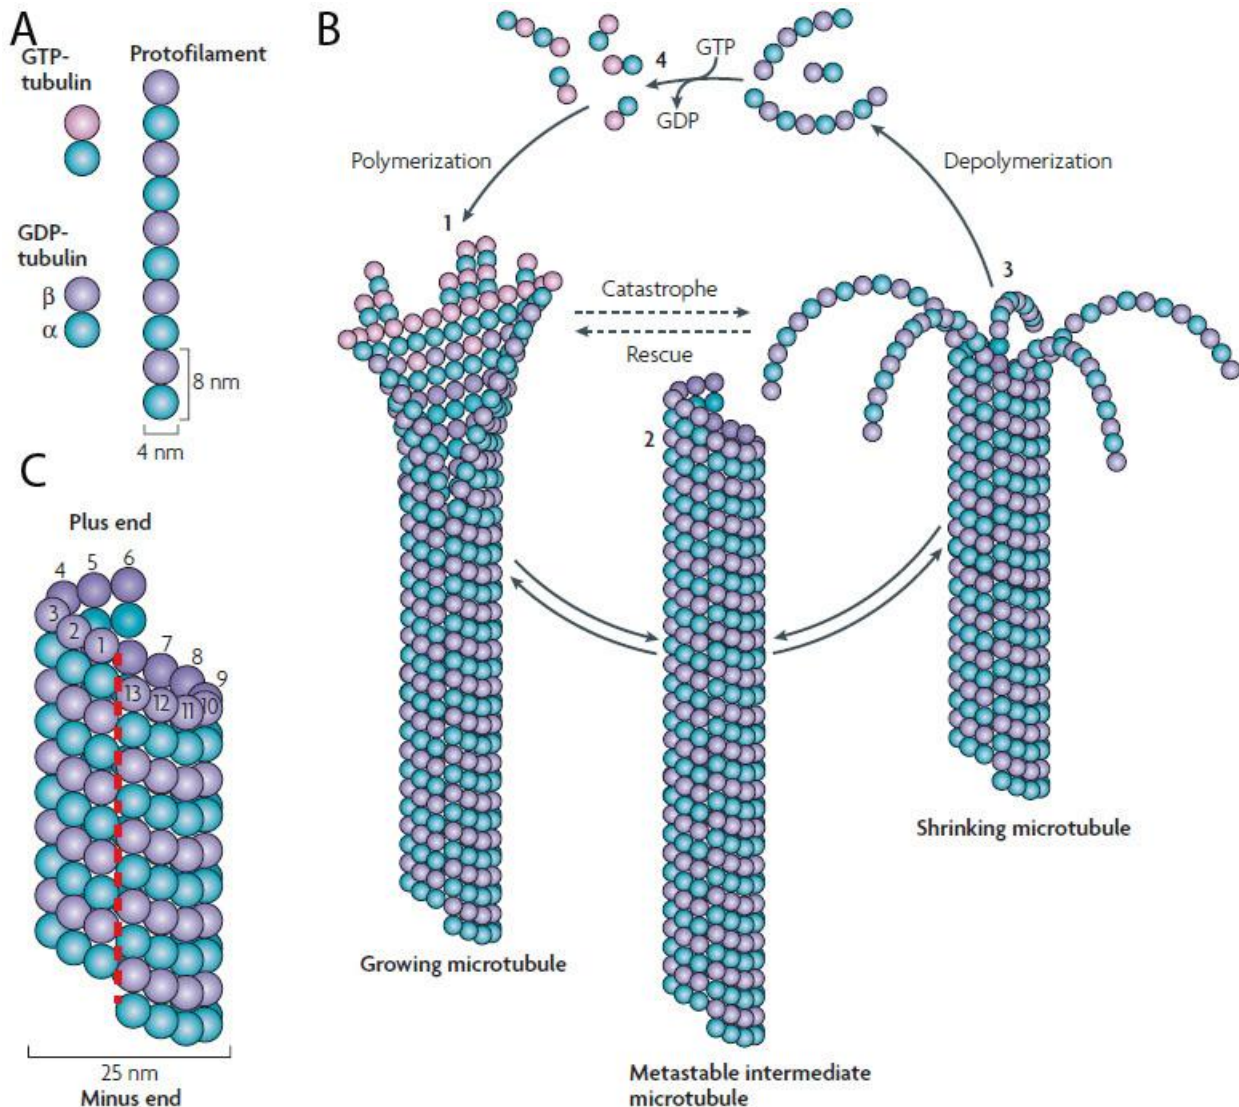 A
GTP-
tubulin
Protofilament
GDP-
tubulin
β
α
8 nm
4 nm
B
4
GTP
GDP
Polymerization
Depolymerization
1
Catastrophe
Rescue
2
3
Growing microtubule
Metastable intermediate
microtubule
Shrinking microtubule
C
Plus end
4 5 6
3 2 1 7 8 9
13 12 11 10
25 nm
Minus end